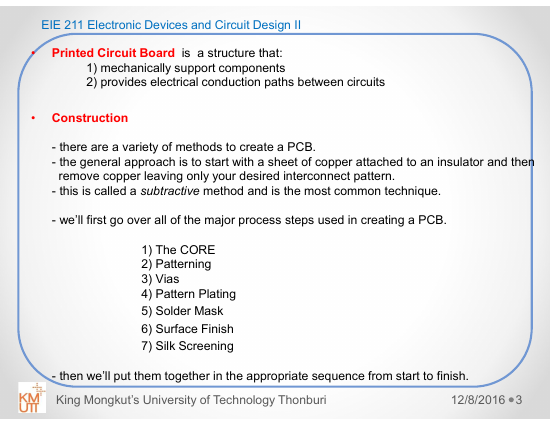 EIE 211 Electronic Devices and Circuit Design II
• Printed Circuit Board is a structure that:
1) mechanically support components
2) provides electrical conduction paths between circuits
• Construction
- there are a variety of methods to create a PCB.
- the general approach is to start with a sheet of copper attached to an insulator and then
remove copper leaving only your desired interconnect pattern.
- this is called a subtractive method and is the most common technique.
- we'll first go over all of the major process steps used in creating a PCB.
1) The CORE
2) Patterning
3) Vias
4) Pattern Plating
5) Solder Mask
6) Surface Finish
7) Silk Screening
- then we'll put them together in the appropriate sequence from start to finish.
KMUTT
King Mongkut's University of Technology Thonburi
12/8/2016 •3